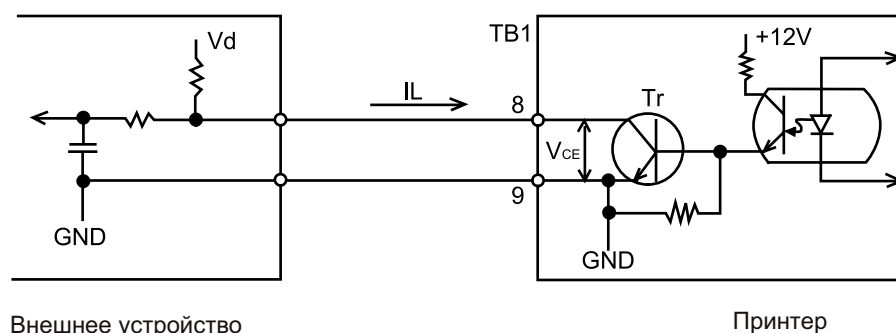 Vd
TB1
+12V
IL
8
Tr
VCE
9
GND
GND
Внешнее устройство
Принтер